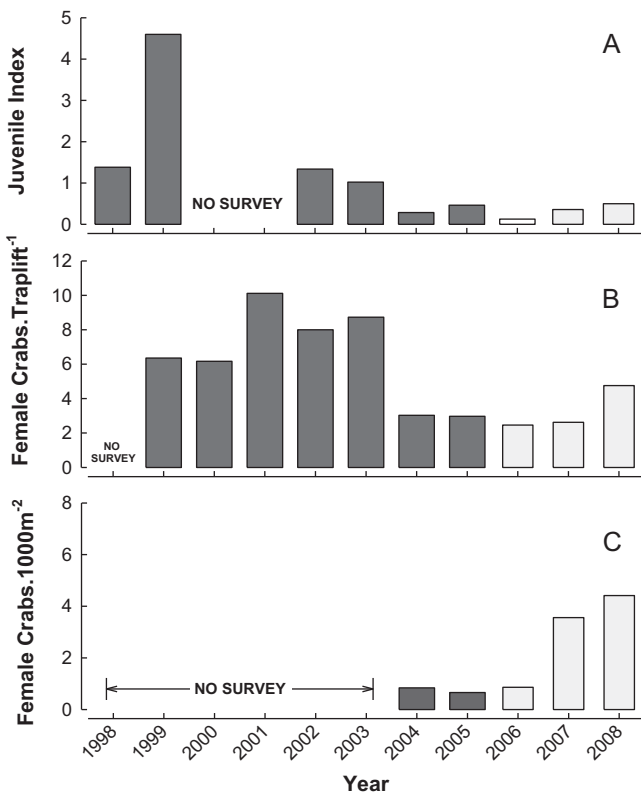 Juvenile Index
5
4
3
2
1
0
A
NO SURVEY
Female Crabs.Traplift-1
12
10
8
6
4
2
0
B
NO
SURVEY
Female Crabs.1000m-2
8
6
4
2
0
C
NO SURVEY
1998
1999
2000
2001
2002
2003
2004
2005
2006
2007
2008
Year